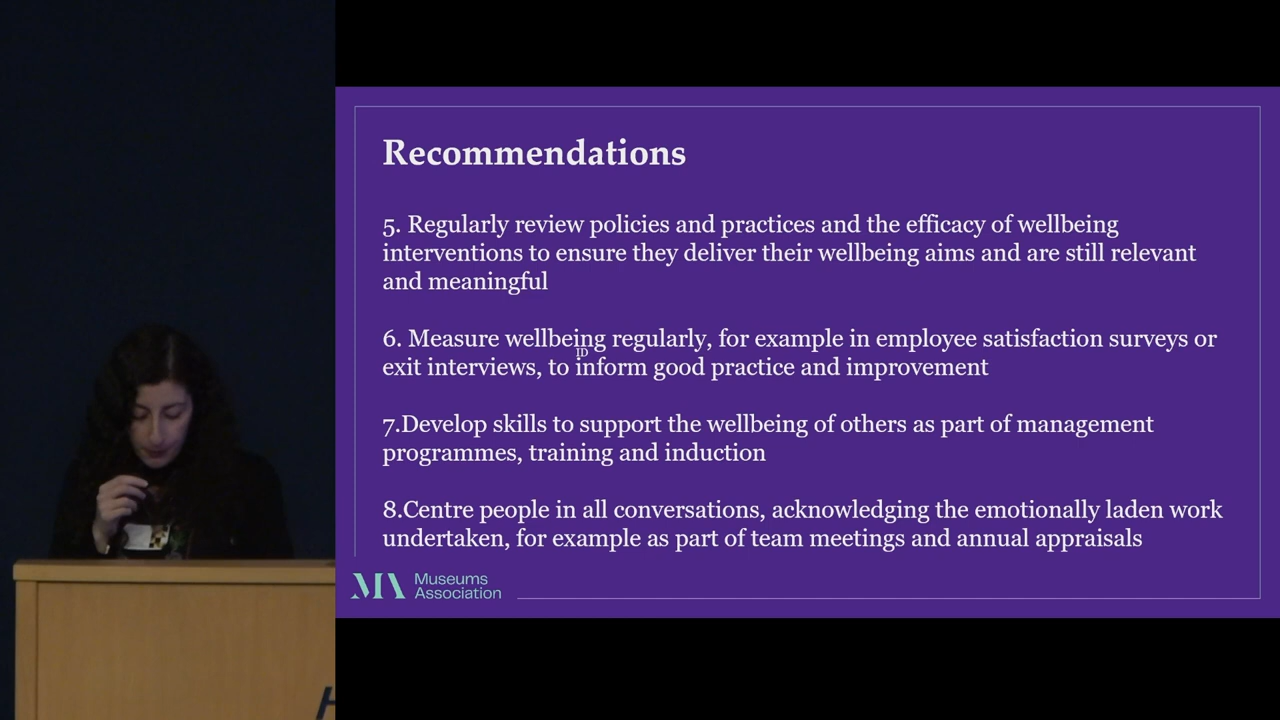 Recommendations
5. Regularly review policies and practices and the efficacy of wellbeing
interventions to ensure they deliver their wellbeing aims and are still relevant
and meaningful
6. Measure wellbeing regularly, for example in employee satisfaction surveys or
exit interviews, to inform good practice and improvement
7.Develop skills to support the wellbeing of others as part of management
programmes, training and induction
8.Centre people in all conversations, acknowledging the emotionally laden work
undertaken, for example as part of team meetings and annual appraisals
MA Museums
Association